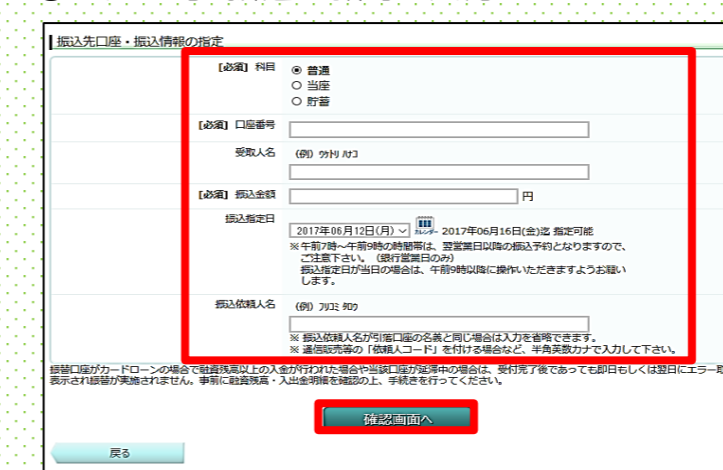 振込先口座・振込情報の指定
[必須] 科目
普通
当座
貯蓄
[必須] 口座番号
受取人名 (例) ウケトリ ハナコ
[必須] 振込金額 円
振込指定日
2017年06月12日(月) カレンダー 2017年06月16日(金)迄 指定可能
※午前7時～午前9時の時間帯は、翌営業日以降の振込予約となりますので、
ご注意下さい。(銀行営業日のみ)
振込指定日が当日の場合は、午前9時以降に操作いただきますようお願い
します。
振込依頼人名 (例) フリコミ タロウ
※ 振込依頼人名が引落口座の名義と同じ場合は入力を省略できます。
※ 通信販売等の「依頼人コード」を付ける場合など、半角英数カナで入力して下さい。
振替口座がカードローンの場合で融資残高以上の入金が行われた場合や当該口座が延滞中の場合は、受付完了後であっても即日もしくは翌日にエラー取
表示され振替が実施されません。事前に融資残高・入出金明細を確認の上、手続きを行ってください。
確認画面へ
戻る